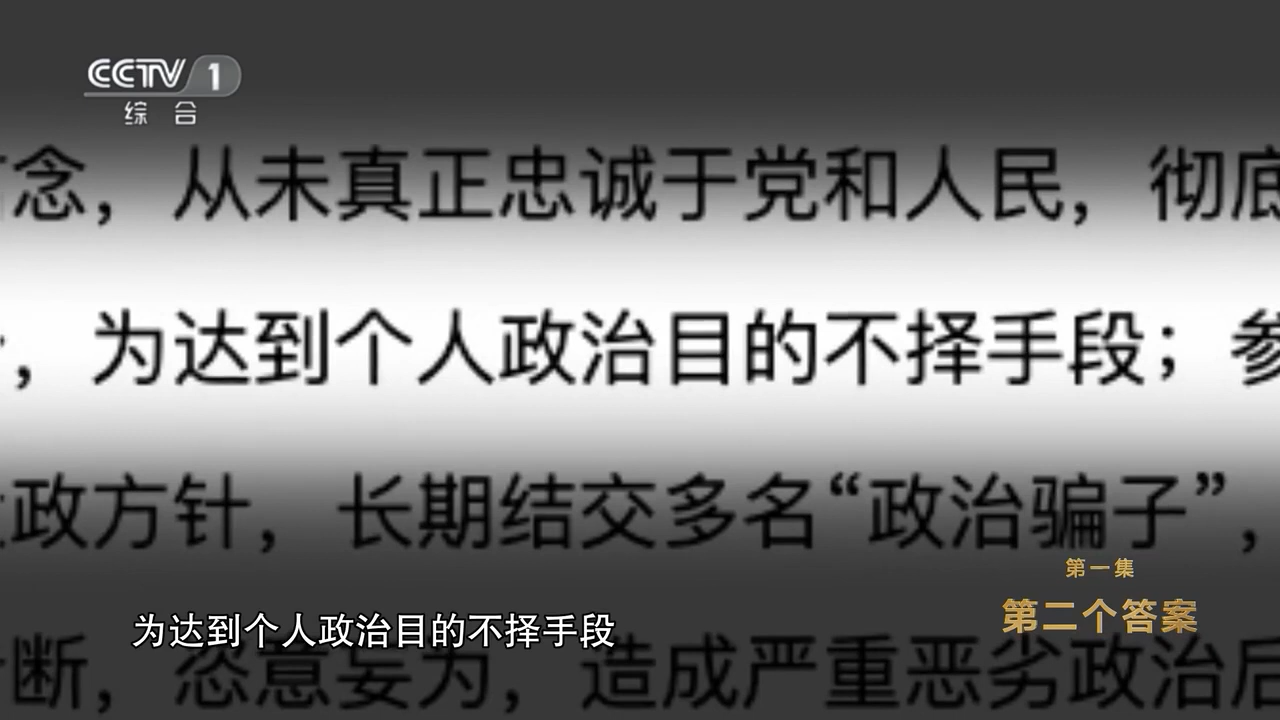 CCTV 1
综合
念，从未真正忠诚于党和人民，彻底
，为达到个人政治目的不择手段；参
政方针，长期结交多名“政治骗子”，
第一集
第二个答案
为达到个人政治目的不择手段
断，恣意妄为，造成严重恶劣政治后